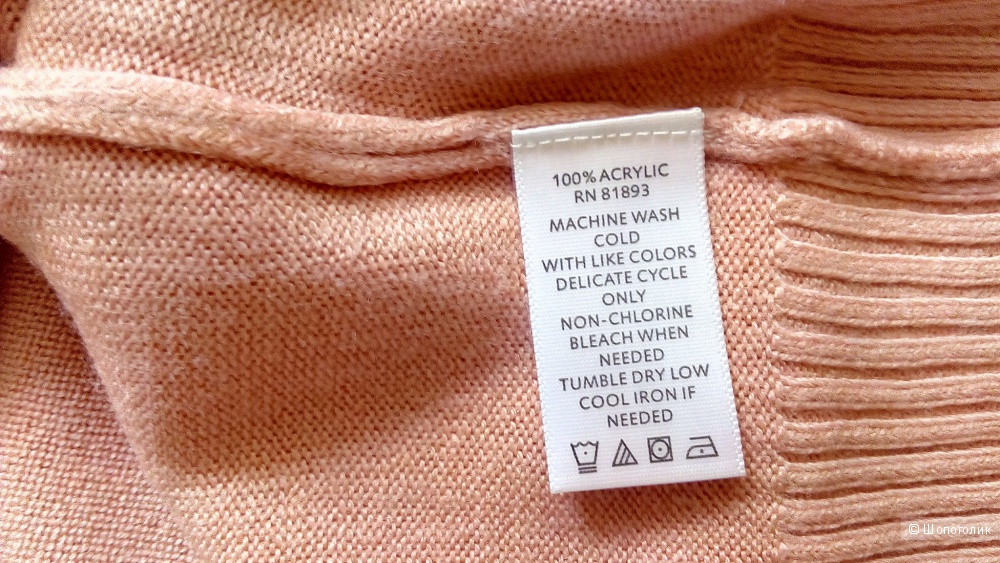 100% ACRYLIC
RN 81893
MACHINE WASH
COLD
WITH LIKE COLORS
DELICATE CYCLE
ONLY
NON-CHLORINE
BLEACH WHEN
NEEDED
TUMBLE DRY LOW
COOL IRON IF
NEEDED
© Шопоголик